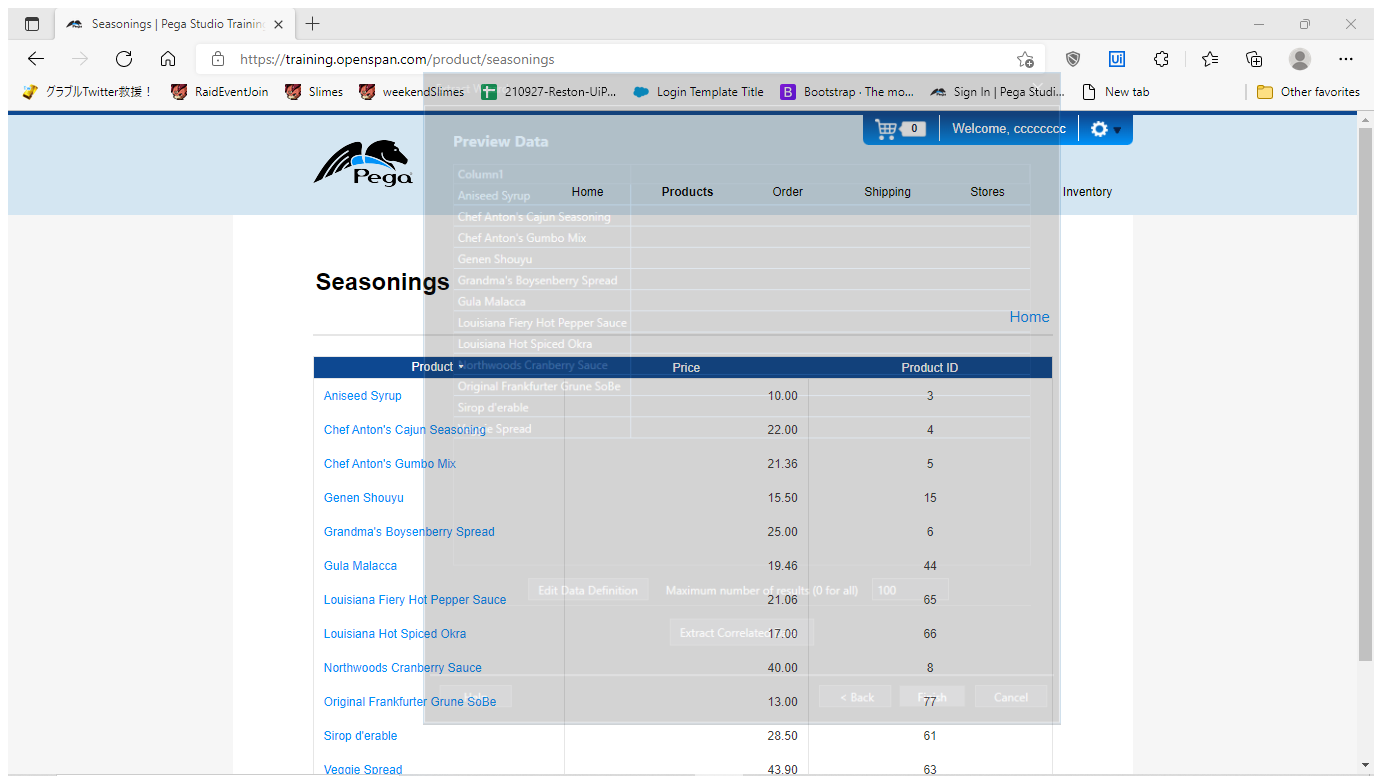 Seasonings | Pega Studio Training
https://training.openspan.com/product/seasonings
グラブルTwitter救援！ RaidEventJoin Slimes weekendSlimes 210927-Reston-UiP... Login Template Title Bootstrap · The mo... Sign In | Pega Studi... New tab Other favorites
0 Welcome, cccccccc
Pega
Home Products Order Shipping Stores Inventory
Seasonings
Home
Product Price Product ID
Aniseed Syrup 10.00 3
Chef Anton's Cajun Seasoning 22.00 4
Chef Anton's Gumbo Mix 21.36 5
Genen Shouyu 15.50 15
Grandma's Boysenberry Spread 25.00 6
Gula Malacca 19.46 44
Louisiana Fiery Hot Pepper Sauce 21.06 65
Louisiana Hot Spiced Okra 17.00 66
Northwoods Cranberry Sauce 40.00 8
Original Frankfurter Grune SoBe 13.00 77
Sirop d'erable 28.50 61
Veggie Spread 43.90 63
Preview Data
Column1
Aniseed Syrup
Chef Anton's Cajun Seasoning
Chef Anton's Gumbo Mix
Genen Shouyu
Grandma's Boysenberry Spread
Gula Malacca
Louisiana Fiery Hot Pepper Sauce
Louisiana Hot Spiced Okra
Northwoods Cranberry Sauce
Original Frankfurter Grune SoBe
Sirop d'erable
Veggie Spread
Edit Data Definition Maximum number of results (0 for all) 100
Extract Correlated
Help < Back Finish Cancel